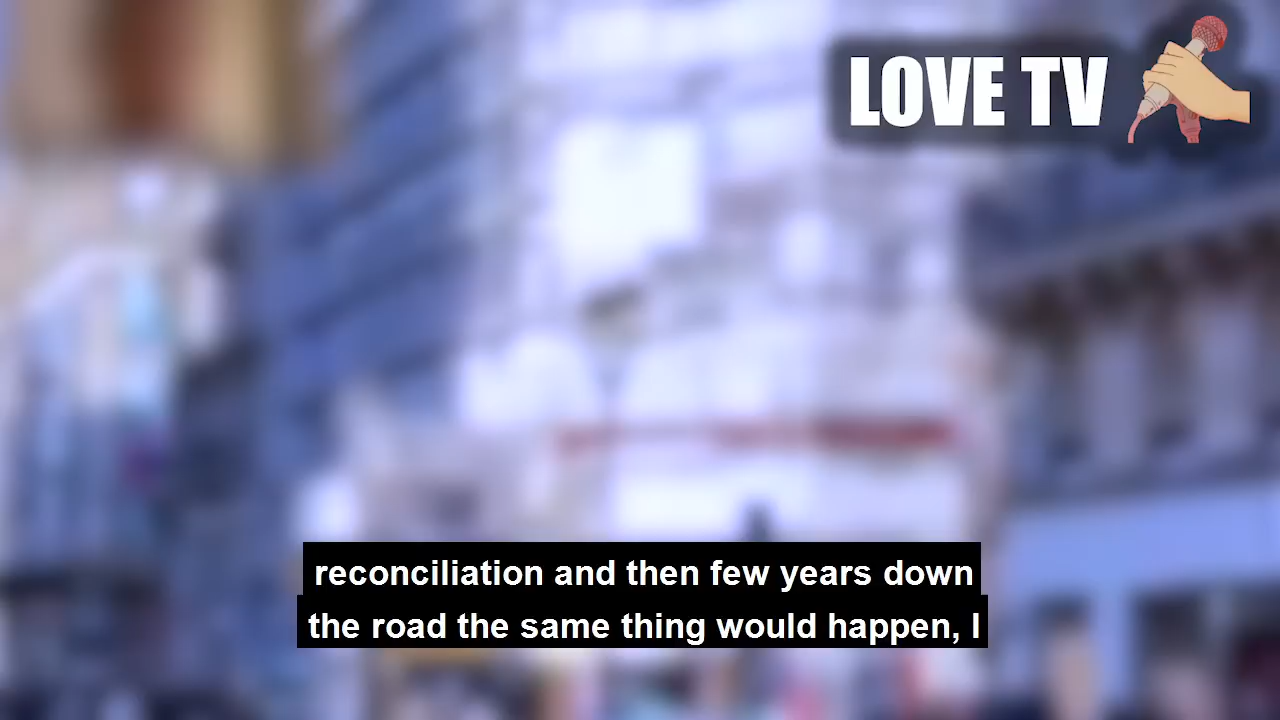 LOVE TV
reconciliation and then few years down
the road the same thing would happen, I